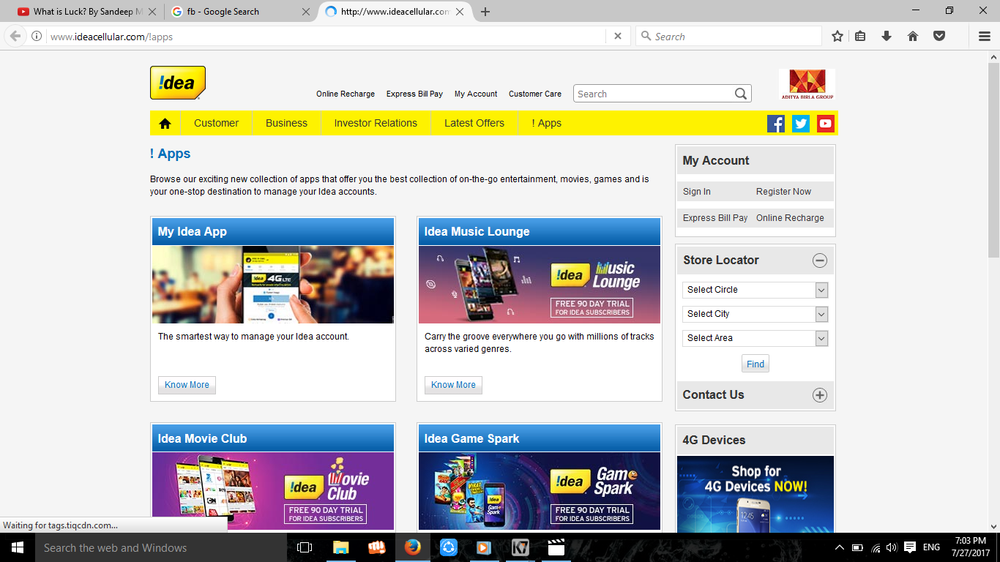 What is Luck? By Sandeep M
fb - Google Search
http://www.ideacellular.com
www.ideacellular.com/!apps
Search
!dea
Online Recharge
Express Bill Pay
My Account
Customer Care
Search
ADITYA BIRLA GROUP
Customer
Business
Investor Relations
Latest Offers
! Apps
! Apps
Browse our exciting new collection of apps that offer you the best collection of on-the-go entertainment, movies, games and is
your one-stop destination to manage your Idea accounts.
My Idea App
!dea 4G LTE
The smartest way to manage your Idea account.
Know More
Idea Music Lounge
!dea Music
Lounge
FREE 90 DAY TRIAL
FOR IDEA SUBSCRIBERS
Carry the groove everywhere you go with millions of tracks
across varied genres.
Know More
Idea Movie Club
!dea Movie
Club
FREE 90 DAY TRIAL
FOR IDEA SUBSCRIBERS
Idea Game Spark
!dea Game
Spark
FREE 90 DAY TRIAL
FOR IDEA SUBSCRIBERS
My Account
Sign In
Register Now
Express Bill Pay
Online Recharge
Store Locator
Select Circle
Select City
Select Area
Find
Contact Us
4G Devices
Shop for
4G Devices NOW!
Waiting for tags.tiqcdn.com...
Search the web and Windows
ENG
7:03 PM
7/27/2017